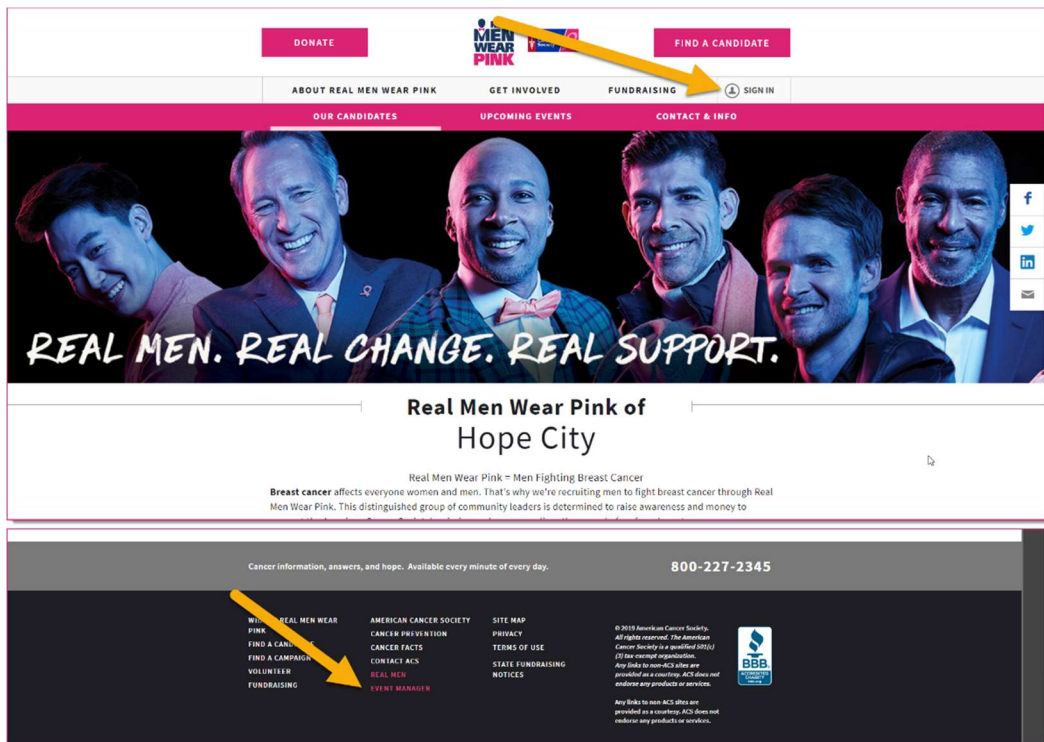 DONATE
MEN
WEAR
PINK
FIND A CANDIDATE
ABOUT REAL MEN WEAR PINK
GET INVOLVED
FUNDRAISING
SIGN IN
OUR CANDIDATES
UPCOMING EVENTS
CONTACT & INFO
REAL MEN. REAL CHANGE. REAL SUPPORT.
Real Men Wear Pink of
Hope City
Real Men Wear Pink = Men Fighting Breast Cancer
Breast cancer affects everyone women and men. That's why we're recruiting men to fight breast cancer through Real
Men Wear Pink. This distinguished group of community leaders is determined to raise awareness and money to
Cancer information, answers, and hope. Available every minute of every day.
800-227-2345
REAL MEN WEAR
PINK
FIND A
FIND A CAMPAIGN
VOLUNTEER
FUNDRAISING
AMERICAN CANCER SOCIETY
CANCER PREVENTION
CANCER FACTS
CONTACT ACS
REAL MEN
EVENT MANAGER
SITE MAP
PRIVACY
TERMS OF USE
STATE FUNDRAISING
NOTICES
© 2019 American Cancer Society.
All rights reserved. The American
Cancer Society is a qualified 501(c)
(3) tax-exempt organization.
Any links to non-ACS sites are
provided as a courtesy. ACS does not
endorse any products or services.
Any links to non-ACS sites are
provided as a courtesy. ACS does not
endorse any products or services.
BBB
ACCREDITED
CHARITY